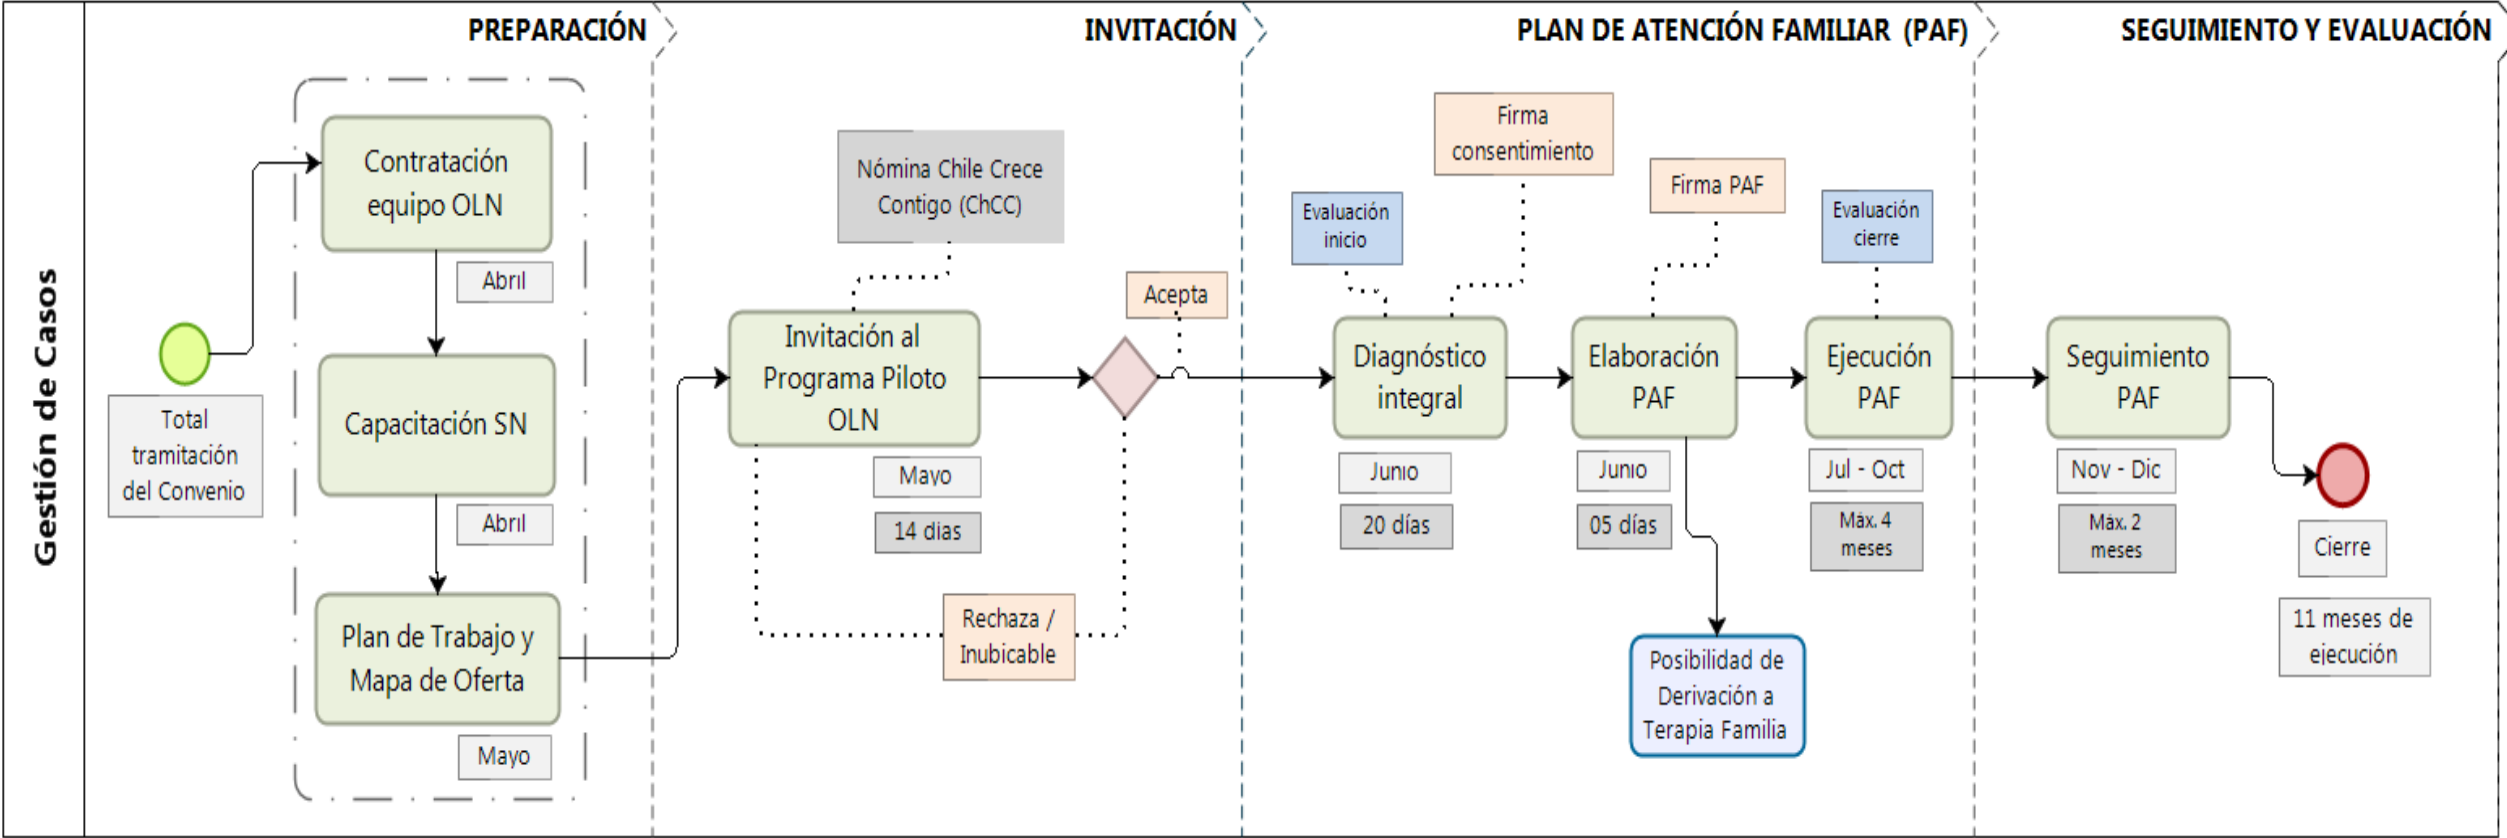 PREPARACIÓN
INVITACIÓN
PLAN DE ATENCIÓN FAMILIAR (PAF)
SEGUIMIENTO Y EVALUACIÓN
Gestión de Casos
Total
tramitación
del Convenio
Contratación
equipo OLN
Abril
Capacitación SN
Abril
Plan de Trabajo y
Mapa de Oferta
Mayo
Nómina Chile Crece
Contigo (ChCC)
Invitación al
Programa Piloto
OLN
Mayo
14 dias
Acepta
Rechaza /
Inubicable
Evaluación
inicio
Firma
consentimiento
Diagnóstico
integral
Junio
20 días
Firma PAF
Elaboración
PAF
Junio
05 días
Posibilidad de
Derivación a
Terapia Familia
Evaluación
cierre
Ejecución
PAF
Jul - Oct
Máx. 4
meses
Seguimiento
PAF
Nov - Dic
Máx. 2
meses
Cierre
11 meses de
ejecución